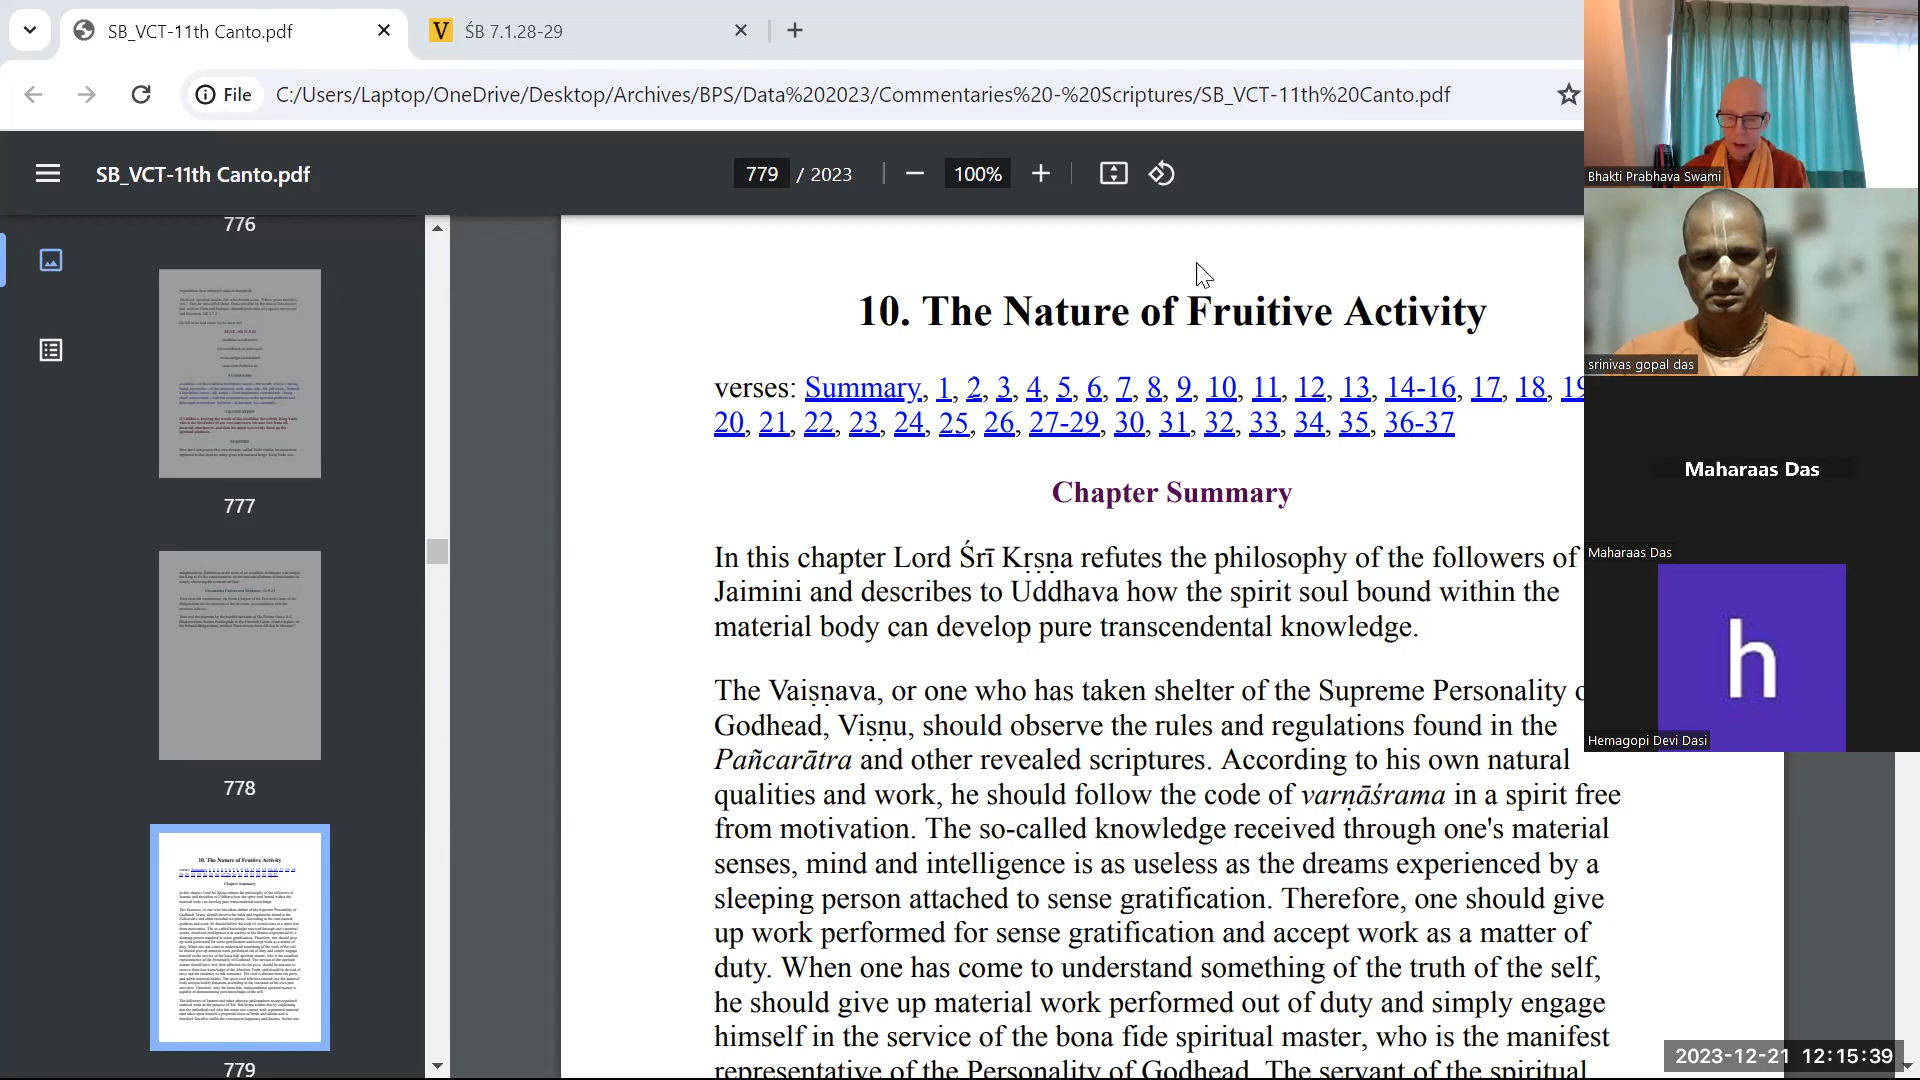 SB_VCT-11th Canto.pdf
V ŚB 7.1.28-29
File C:/Users/Laptop/OneDrive/Desktop/Archives/BPS/Data%202023/Commentaries%20-%20Scriptures/SB_VCT-11th%20Canto.pdf
SB_VCT-11th Canto.pdf
779 / 2023
100%
776
777
778
779
10. The Nature of Fruitive Activity
verses: Summary, 1, 2, 3, 4, 5, 6, 7, 8, 9, 10, 11, 12, 13, 14-16, 17, 18, 19
20, 21, 22, 23, 24, 25, 26, 27-29, 30, 31, 32, 33, 34, 35, 36-37
Chapter Summary
In this chapter Lord Śrī Kṛṣṇa refutes the philosophy of the followers of
Jaimini and describes to Uddhava how the spirit soul bound within the
material body can develop pure transcendental knowledge.
The Vaiṣṇava, or one who has taken shelter of the Supreme Personality o
Godhead, Viṣṇu, should observe the rules and regulations found in the
Pañcarātra and other revealed scriptures. According to his own natural
qualities and work, he should follow the code of varṇāśrama in a spirit free
from motivation. The so-called knowledge received through one's material
senses, mind and intelligence is as useless as the dreams experienced by a
sleeping person attached to sense gratification. Therefore, one should give
up work performed for sense gratification and accept work as a matter of
duty. When one has come to understand something of the truth of the self,
he should give up material work performed out of duty and simply engage
himself in the service of the bona fide spiritual master, who is the manifest
representative of the Personality of Godhead. The servant of the spiritual
Bhakti Prabhava Swami
srinivas gopal das
Maharaas Das
Maharaas Das
h
Hemagopi Devi Dasi
2023-12-21 12:15:39